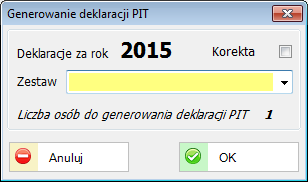 Generowanie deklaracji PIT
Deklaracje za rok 2015 Korekta
Zestaw
Liczba osób do generowania deklaracji PIT 1
Anuluj OK